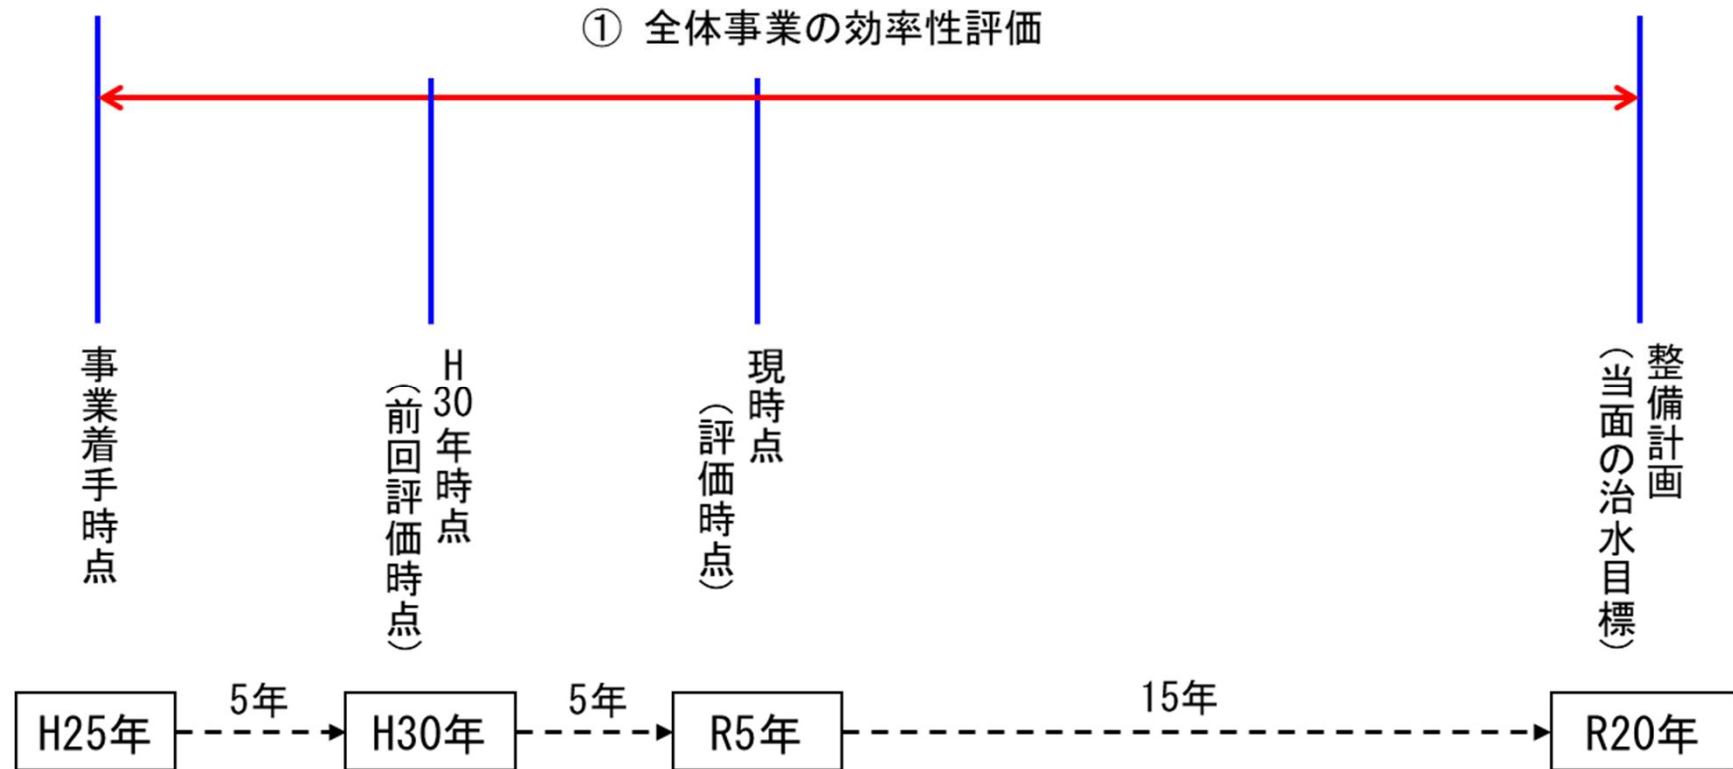 ① 全体事業の効率性評価
事業着手時点
H30年時点
（前回評価時点）
現時点
（評価時点）
整備計画
（当面の治水目標）
H25年
5年
H30年
5年
R5年
15年
R20年